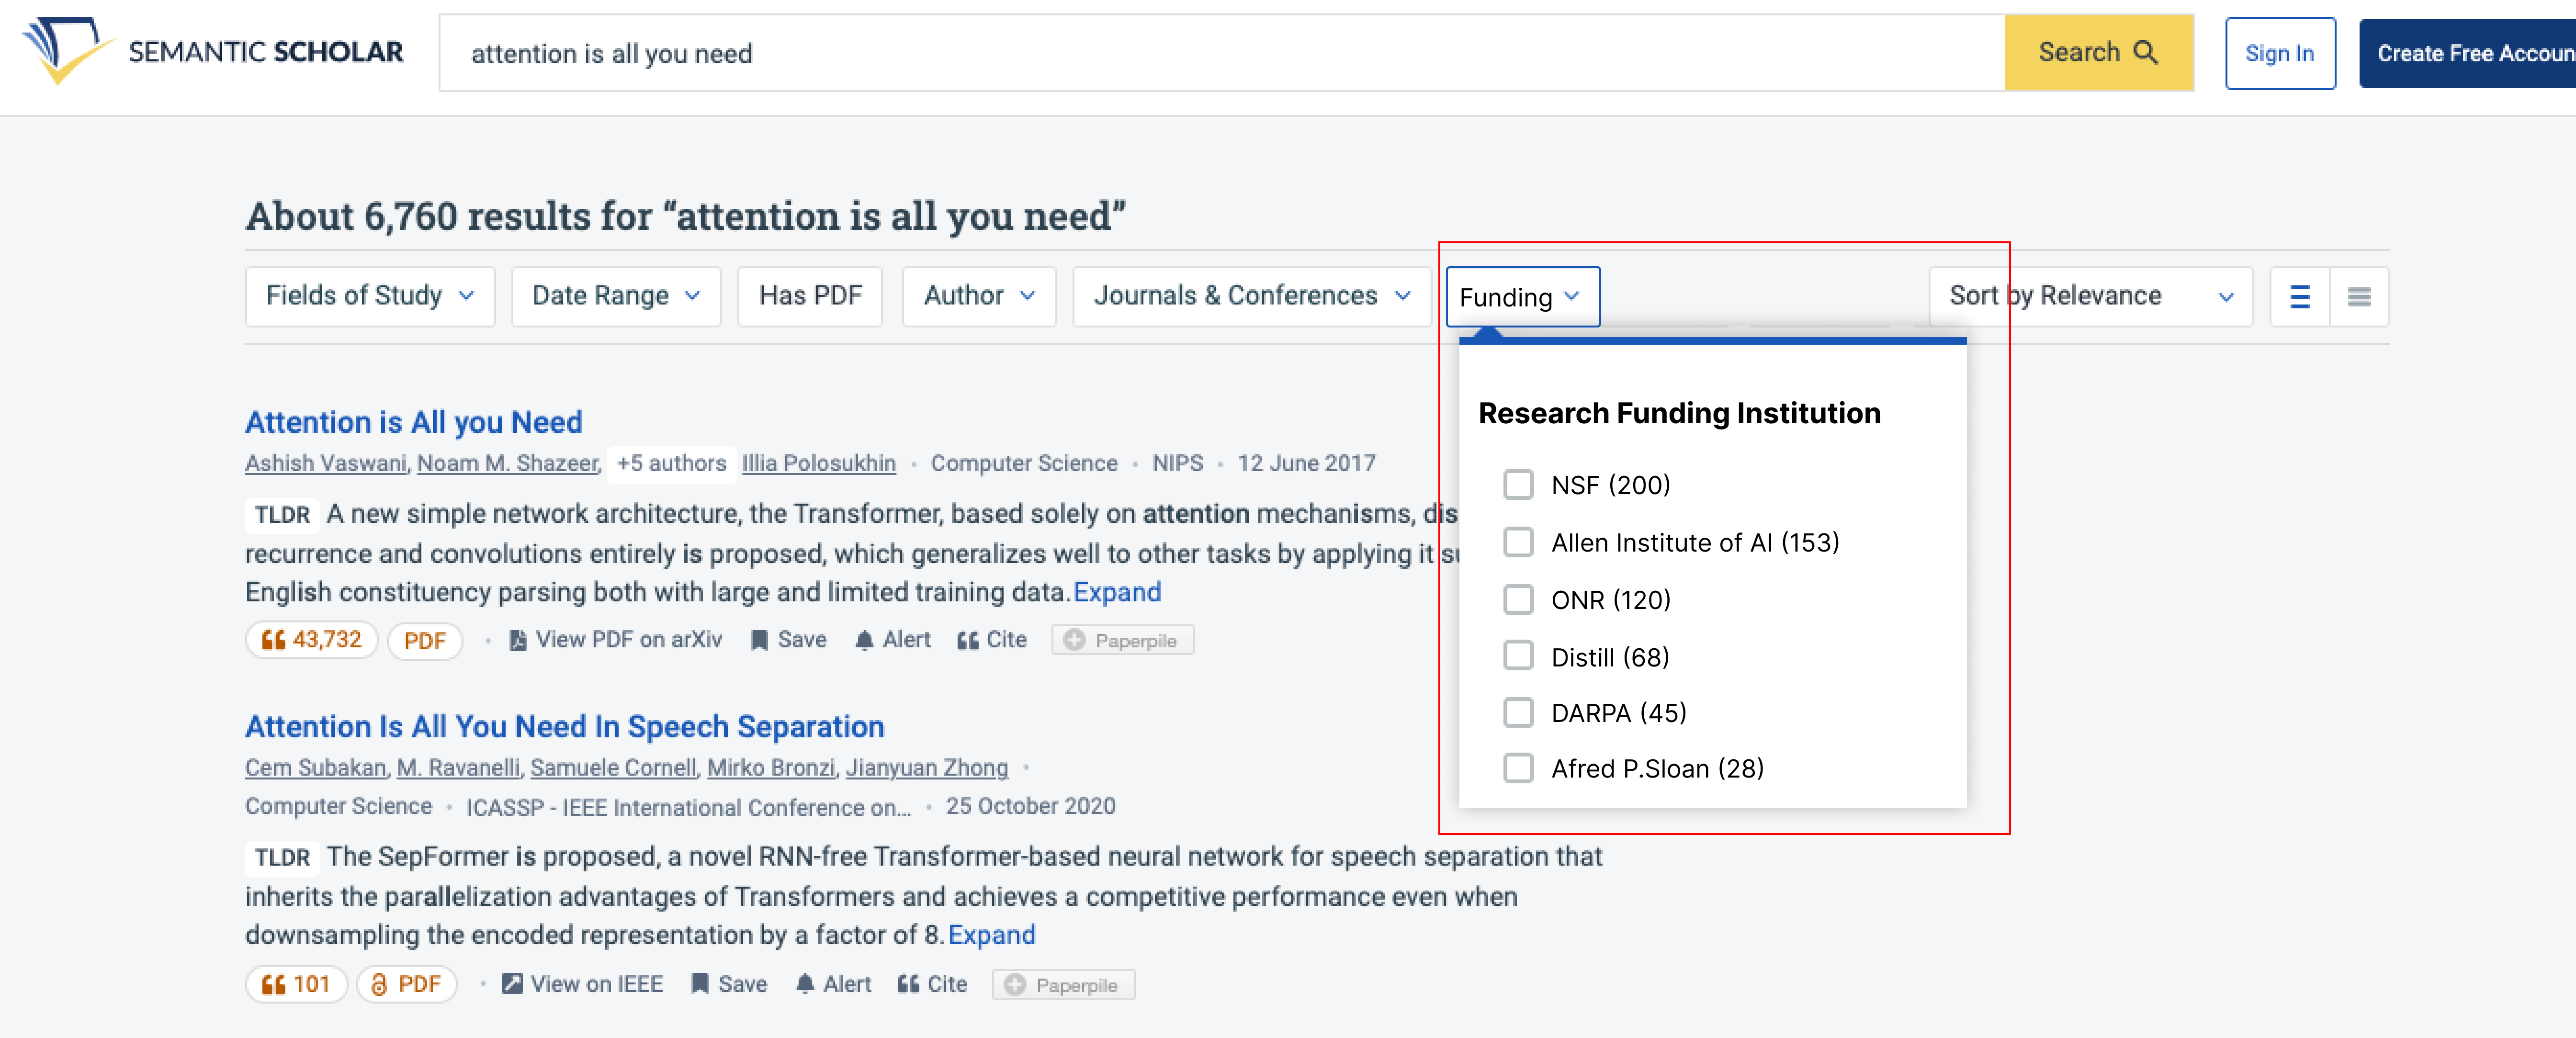 SEMANTIC SCHOLAR
attention is all you need
Search
Sign In
Create Free Accoun
About 6,760 results for “attention is all you need”
Fields of Study
Date Range
Has PDF
Author
Journals & Conferences
Funding
Sort by Relevance
Research Funding Institution
NSF (200)
Allen Institute of AI (153)
ONR (120)
Distill (68)
DARPA (45)
Afred P.Sloan (28)
Attention is All you Need
Ashish Vaswani, Noam M. Shazeer, +5 authors Illia Polosukhin • Computer Science • NIPS • 12 June 2017
TLDR A new simple network architecture, the Transformer, based solely on attention mechanisms, dis
recurrence and convolutions entirely is proposed, which generalizes well to other tasks by applying it su
English constituency parsing both with large and limited training data. Expand
43,732 PDF • View PDF on arXiv Save Alert Cite Paperpile
Attention Is All You Need In Speech Separation
Cem Subakan, M. Ravanelli, Samuele Cornell, Mirko Bronzi, Jianyuan Zhong •
Computer Science • ICASSP - IEEE International Conference on... • 25 October 2020
TLDR The SepFormer is proposed, a novel RNN-free Transformer-based neural network for speech separation that
inherits the parallelization advantages of Transformers and achieves a competitive performance even when
downsampling the encoded representation by a factor of 8. Expand
101 PDF • View on IEEE Save Alert Cite Paperpile